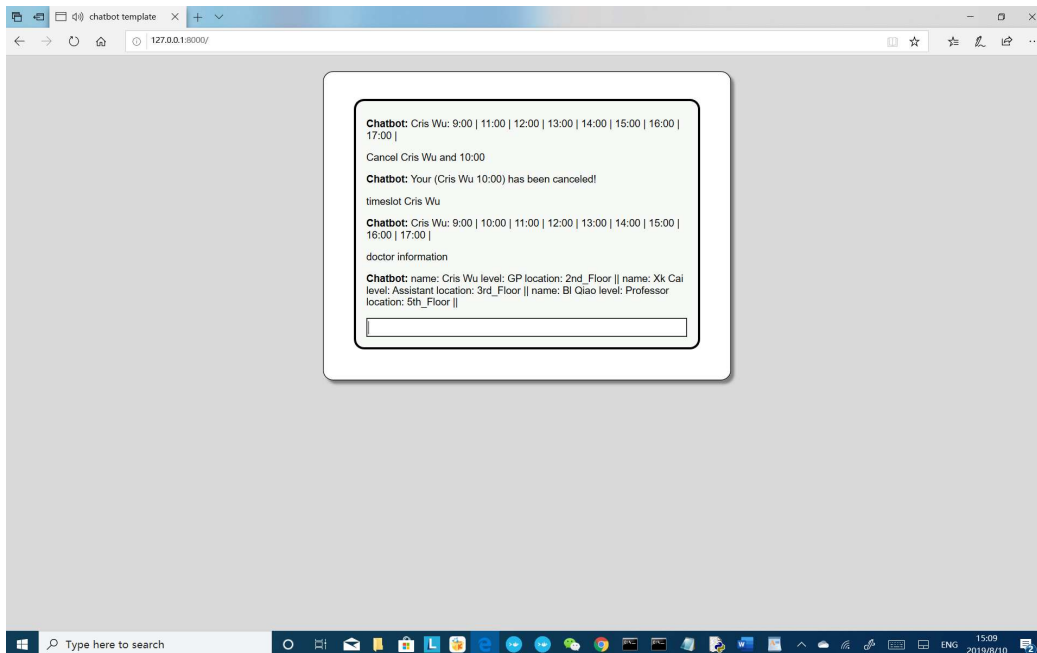 chatbot template
127.0.0.1:8000/
Chatbot: Cris Wu: 9:00 | 11:00 | 12:00 | 13:00 | 14:00 | 15:00 | 16:00 |
17:00 |
Cancel Cris Wu and 10:00
Chatbot: Your (Cris Wu 10:00) has been canceled!
timeslot Cris Wu
Chatbot: Cris Wu: 9:00 | 10:00 | 11:00 | 12:00 | 13:00 | 14:00 | 15:00 |
16:00 | 17:00 |
doctor information
Chatbot: name: Cris Wu level: GP location: 2nd_Floor || name: Xk Cai
level: Assistant location: 3rd_Floor || name: Bl Qiao level: Professor
location: 5th_Floor ||
Type here to search
ENG
15:09
2019/8/10